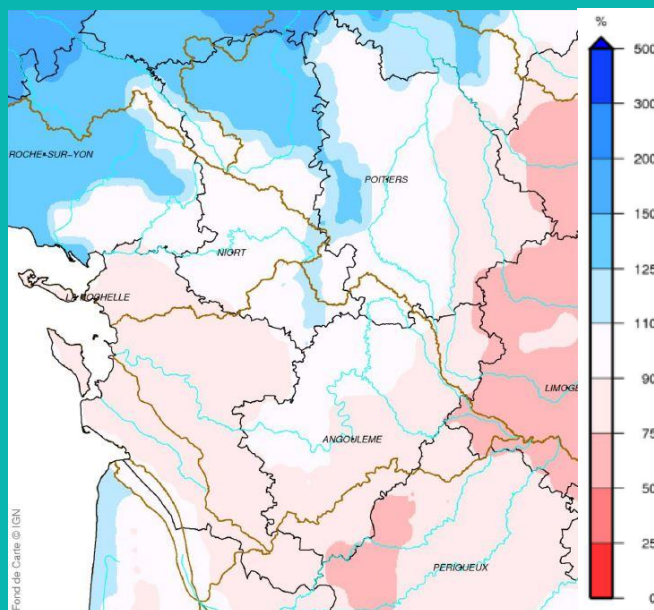 %
500
300
200
150
125
110
90
75
50
25
0
ROCHE-SUR-YON
POITIERS
NIORT
LA ROCHELLE
LIMOGE
ANGOULEME
PERIGUEUX
Fond de Carte © IGN